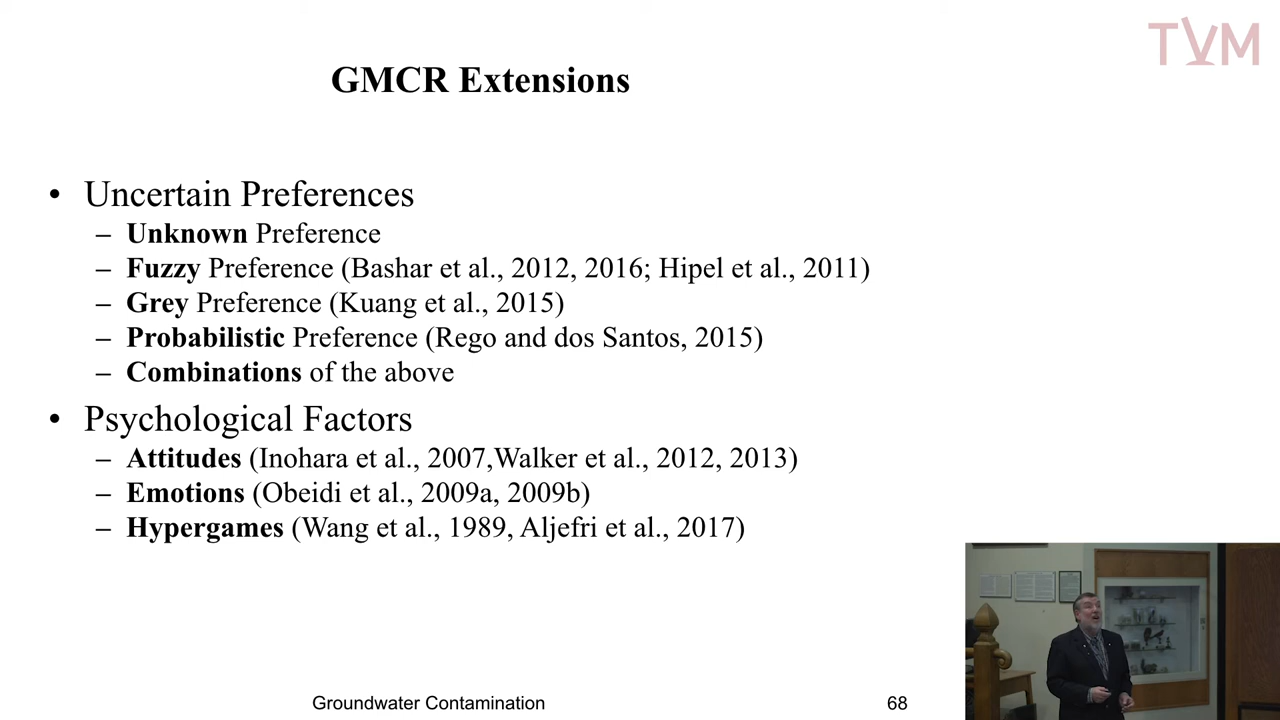 TVM
GMCR Extensions
• Uncertain Preferences
– Unknown Preference
– Fuzzy Preference (Bashar et al., 2012, 2016; Hipel et al., 2011)
– Grey Preference (Kuang et al., 2015)
– Probabilistic Preference (Rego and dos Santos, 2015)
– Combinations of the above
• Psychological Factors
– Attitudes (Inohara et al., 2007,Walker et al., 2012, 2013)
– Emotions (Obeidi et al., 2009a, 2009b)
– Hypergames (Wang et al., 1989, Aljefri et al., 2017)
Groundwater Contamination
68